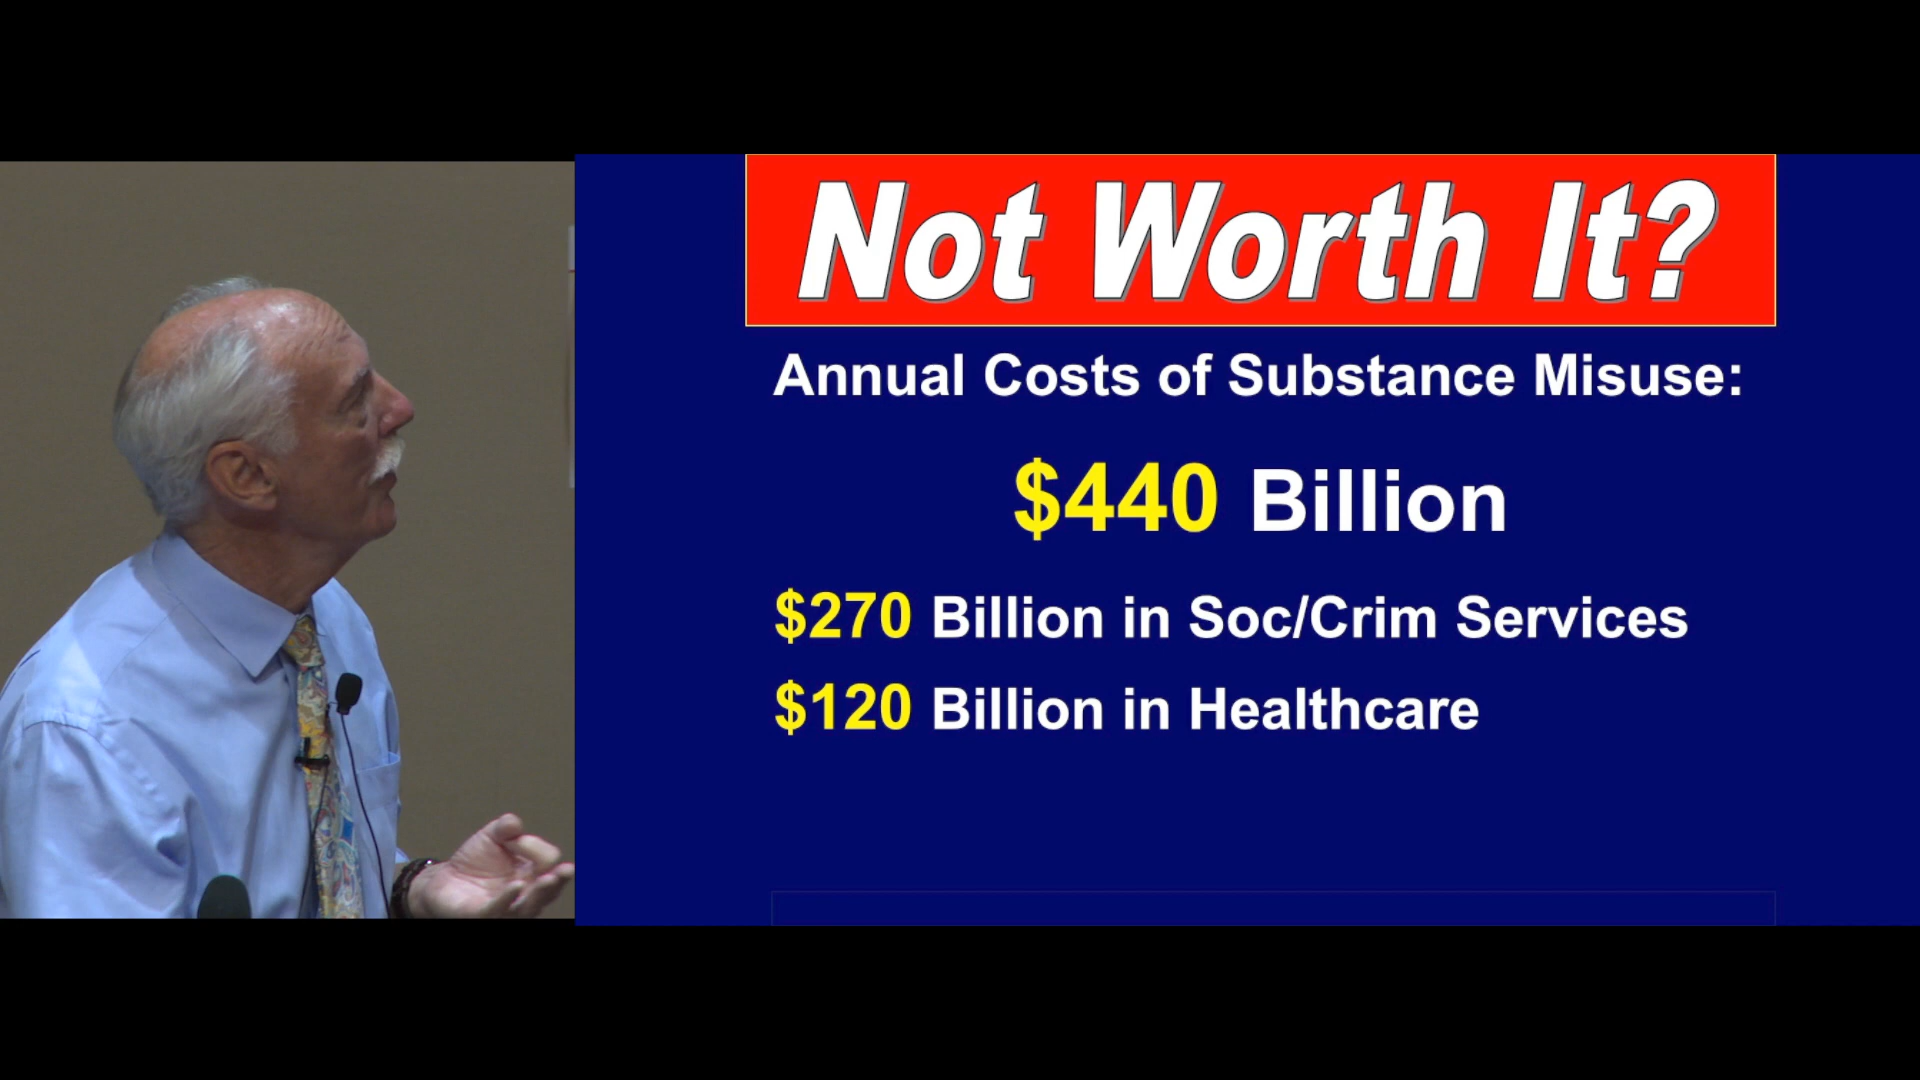 Not Worth It?
Annual Costs of Substance Misuse:
$440 Billion
$270 Billion in Soc/Crim Services
$120 Billion in Healthcare